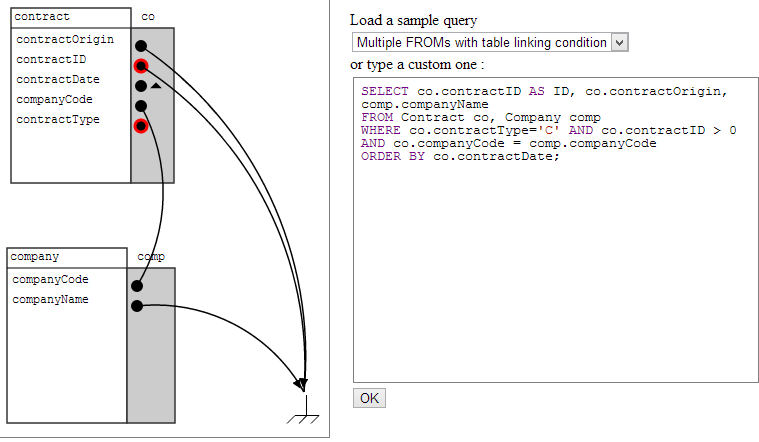 contract co
contractOrigin
contractID
contractDate
companyCode
contractType
company comp
companyCode
companyName
Load a sample query
Multiple FROMs with table linking condition
or type a custom one :
SELECT co.contractID AS ID, co.contractOrigin,
comp.companyName
FROM Contract co, Company comp
WHERE co.contractType='C' AND co.contractID > 0
AND co.companyCode = comp.companyCode
ORDER BY co.contractDate;
OK